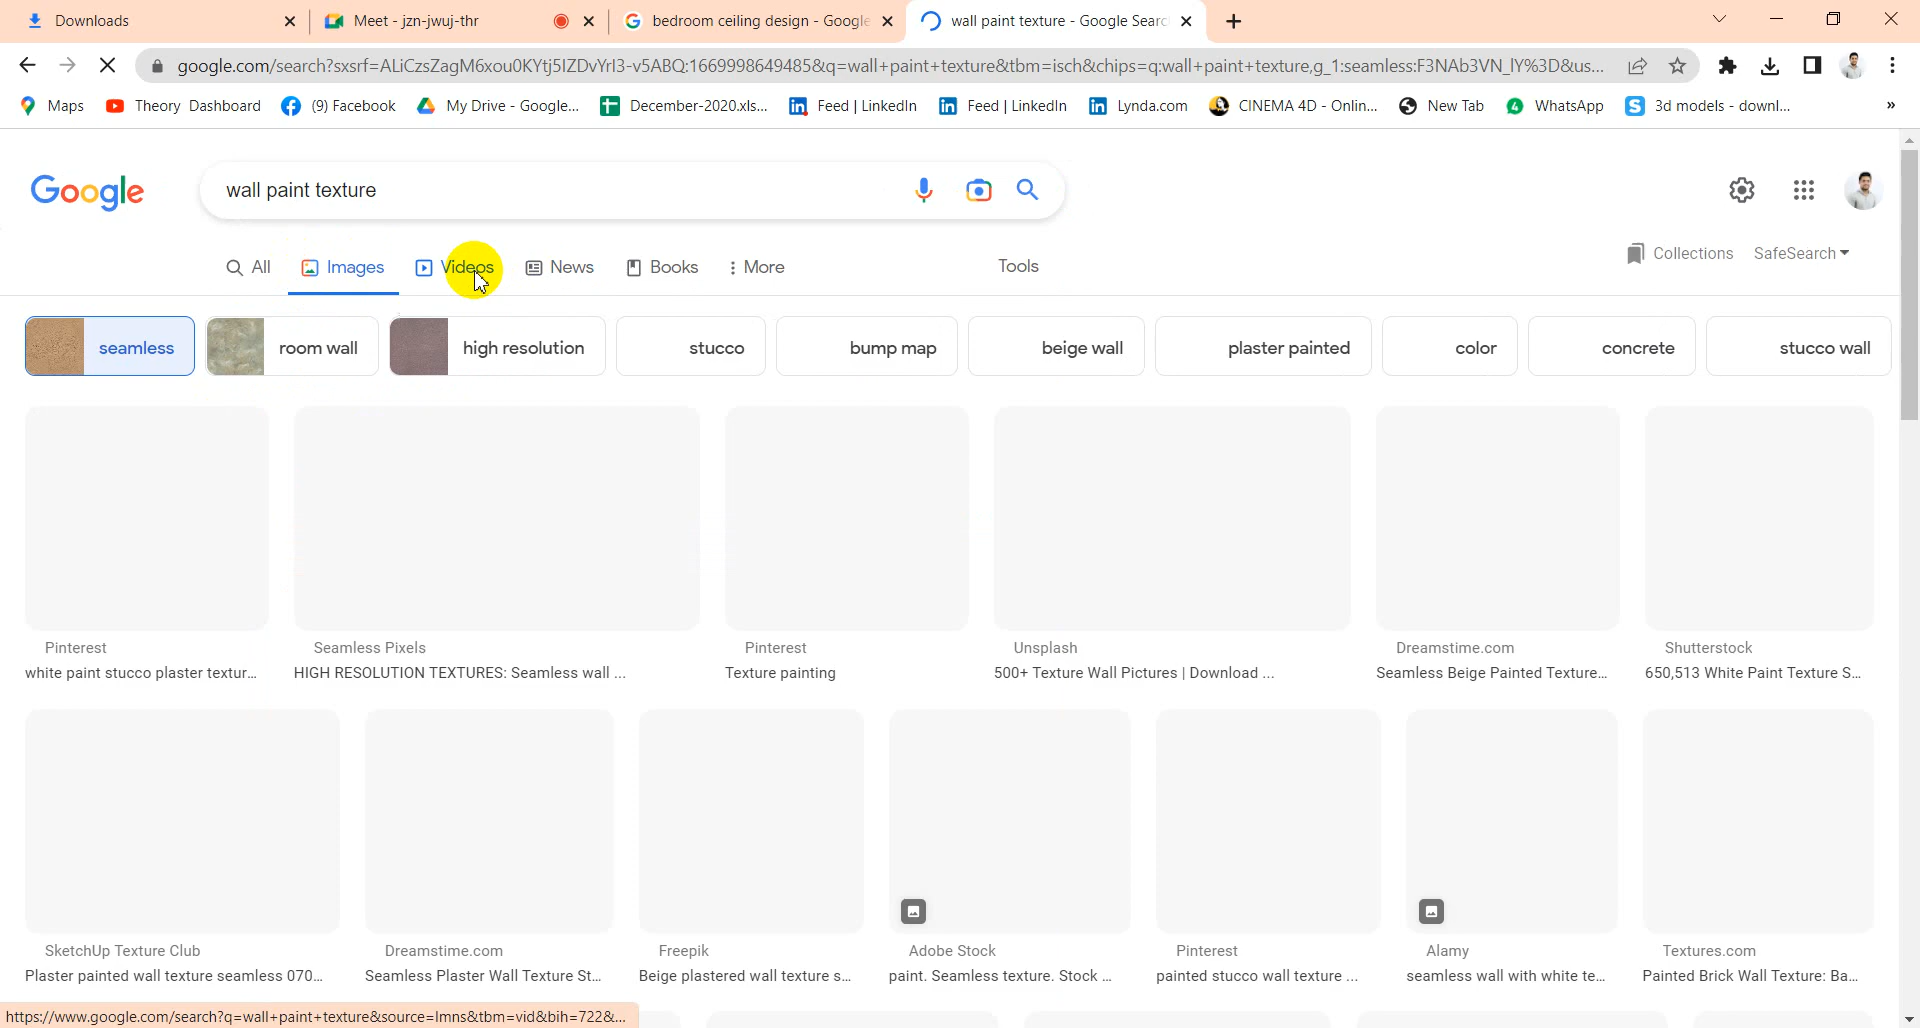 Downloads
Meet - jzn-jwuj-thr
bedroom ceiling design - Google
wall paint texture - Google Searc
google.com/search?sxsrf=ALiCzsZagM6xou0KYtj5IZDvYrI3-v5ABQ:1669998649485&q=wall+paint+texture&tbm=isch&chips=q:wall+paint+texture,g_1:seamless:F3NAb3VN_lY%3D&us...
Maps
Theory Dashboard
(9) Facebook
My Drive - Google...
December-2020.xls...
Feed | LinkedIn
Feed | LinkedIn
Lynda.com
CINEMA 4D - Onlin...
New Tab
WhatsApp
3d models - downl...
»
Google
wall paint texture
All
Images
Videos
News
Books
More
Tools
Collections
SafeSearch
seamless
room wall
high resolution
stucco
bump map
beige wall
plaster painted
color
concrete
stucco wall
Pinterest
white paint stucco plaster textur...
Seamless Pixels
HIGH RESOLUTION TEXTURES: Seamless wall ...
Pinterest
Texture painting
Unsplash
500+ Texture Wall Pictures | Download ...
Dreamstime.com
Seamless Beige Painted Texture...
Shutterstock
650,513 White Paint Texture S...
SketchUp Texture Club
Plaster painted wall texture seamless 070...
Dreamstime.com
Seamless Plaster Wall Texture St...
Freepik
Beige plastered wall texture s...
Adobe Stock
paint. Seamless texture. Stock ...
Pinterest
painted stucco wall texture ...
Alamy
seamless wall with white te...
Textures.com
Painted Brick Wall Texture: Ba...
https://www.google.com/search?q=wall+paint+texture&source=lmns&tbm=vid&bih=722&...